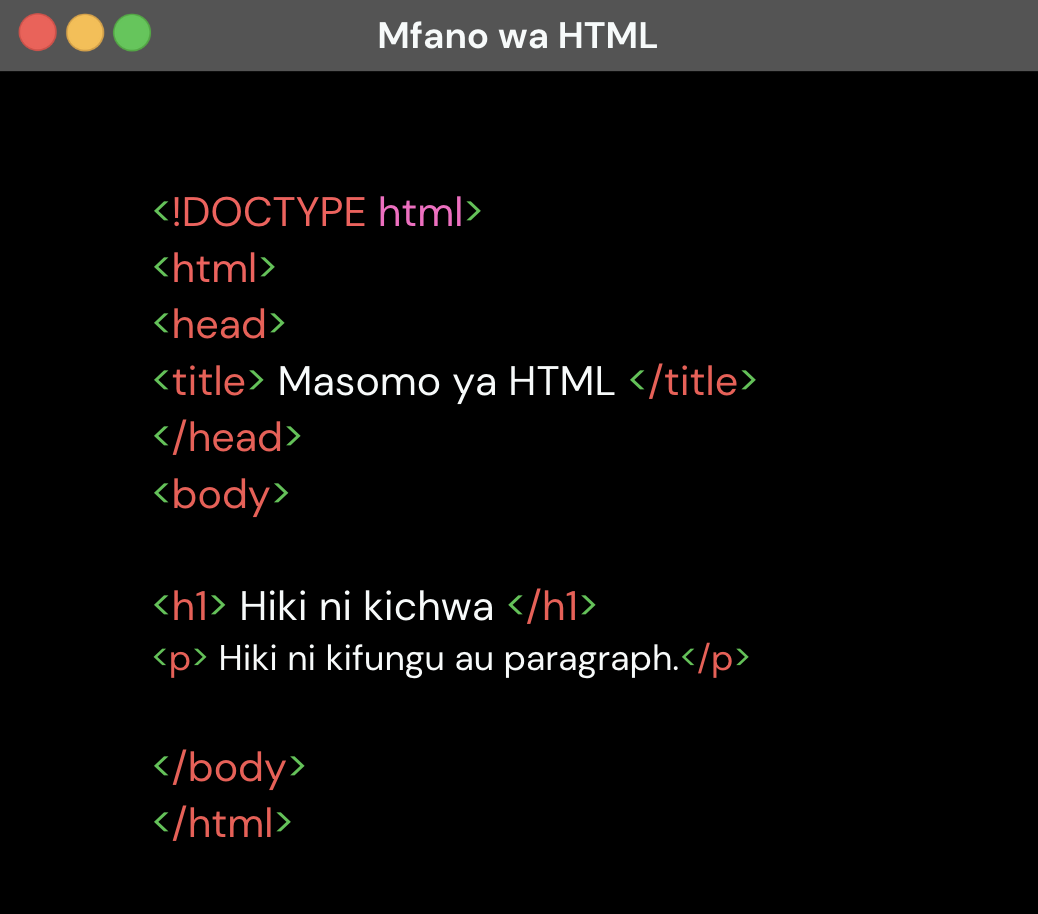 Mfano wa HTML
<!DOCTYPE html>
<html>
<head>
<title> Masomo ya HTML </title>
</head>
<body>
<h1> Hiki ni kichwa </h1>
<p> Hiki ni kifungu au paragraph.</p>
</body>
</html>